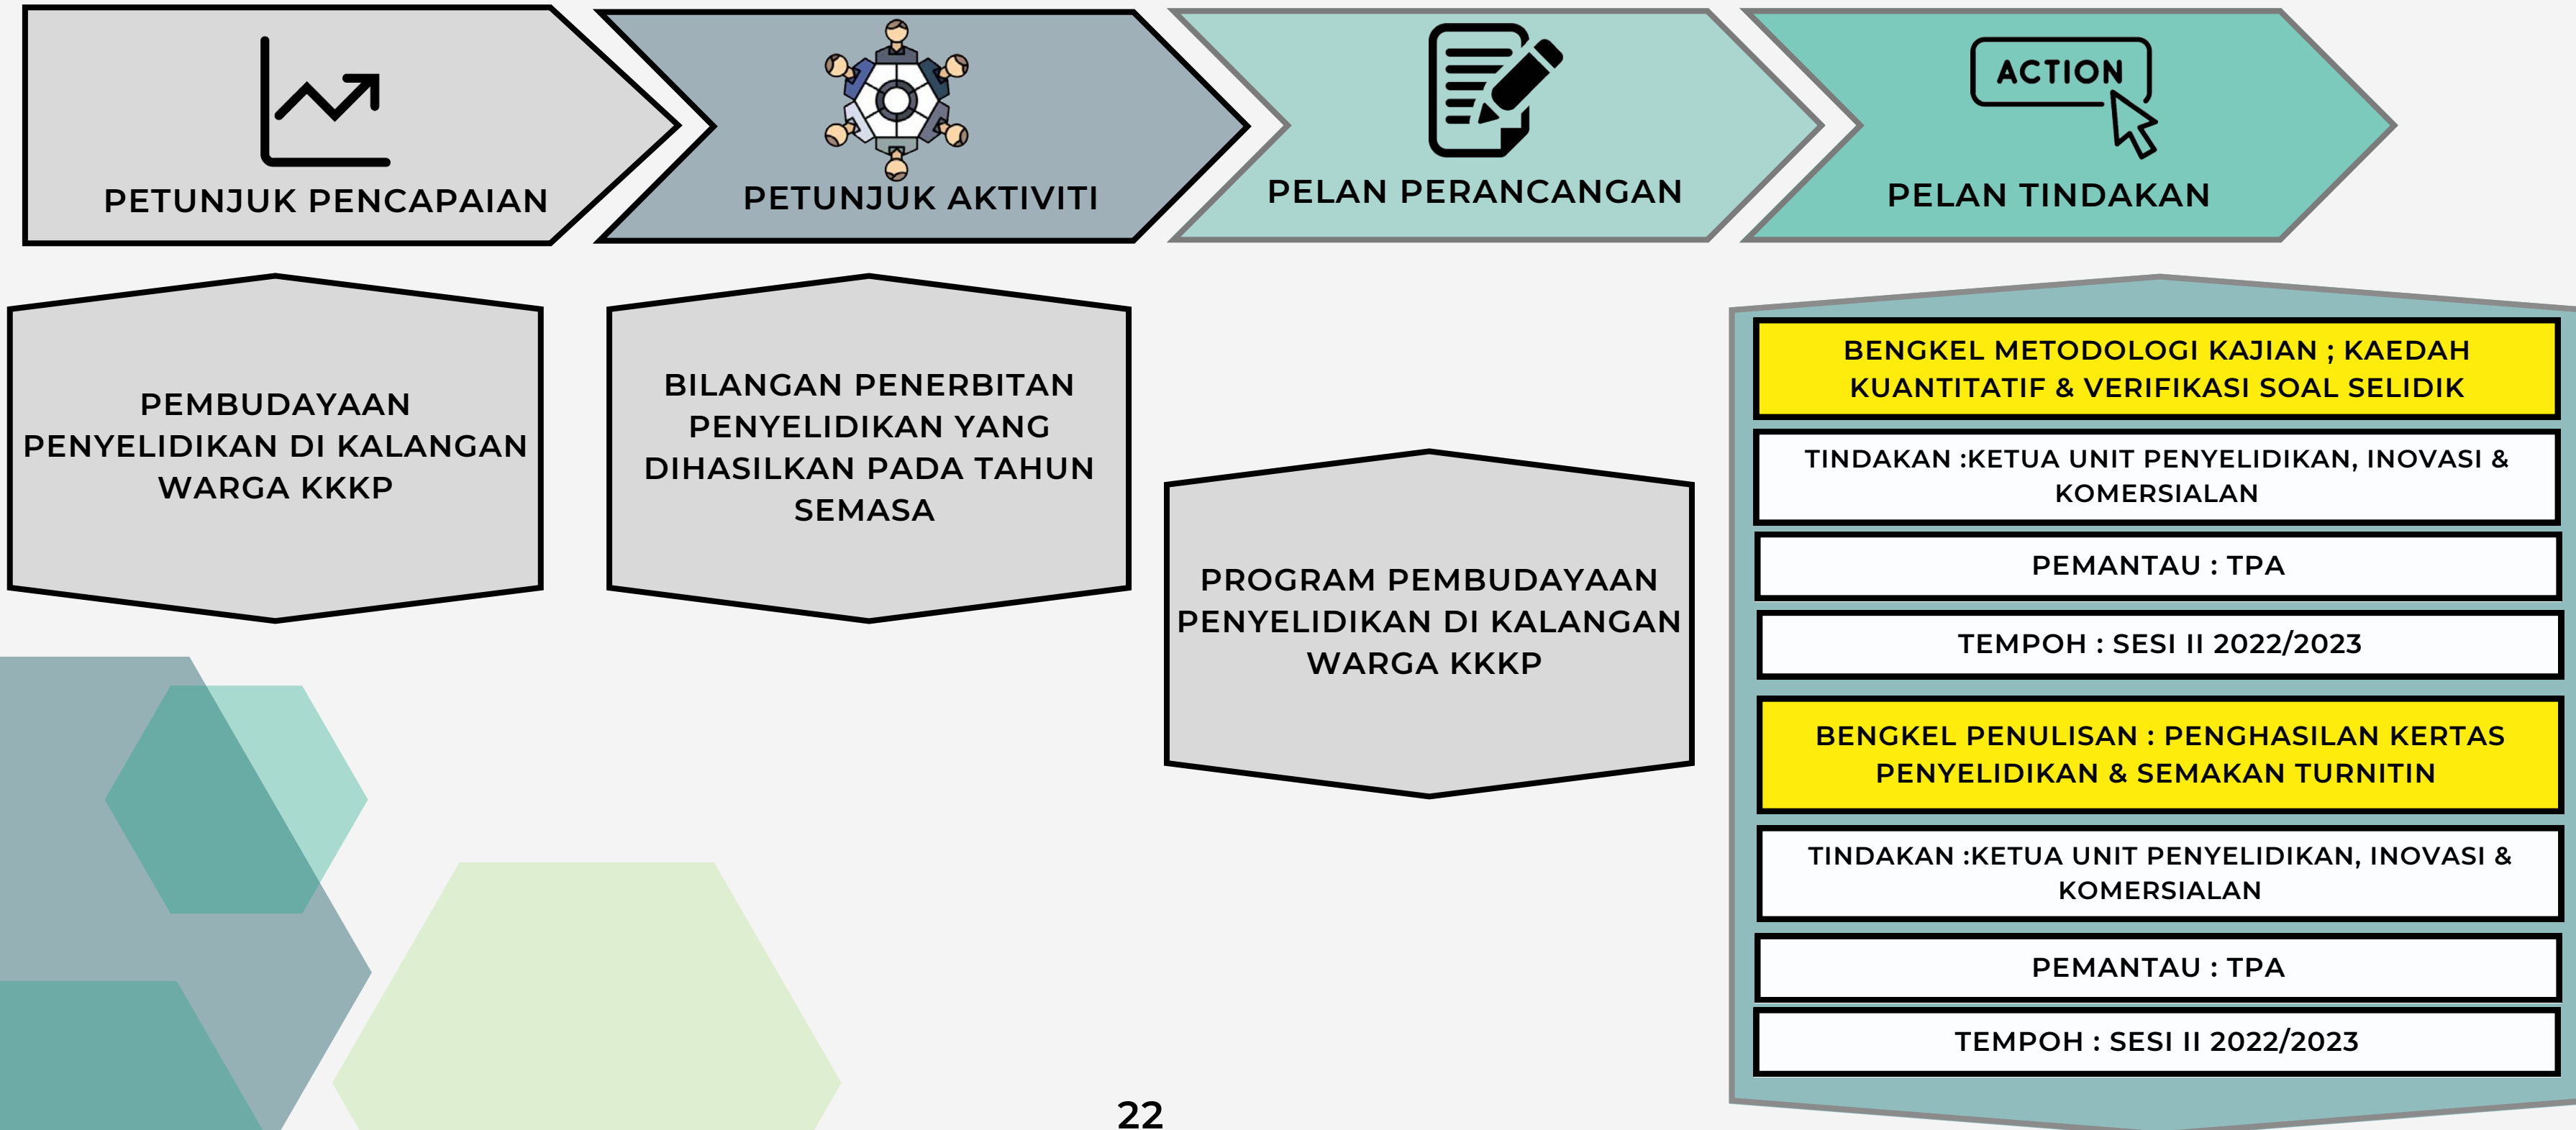 PETUNJUK PENCAPAIAN
PETUNJUK AKTIVITI
PELAN PERANCANGAN
ACTION
PELAN TINDAKAN
PEMBUDAYAAN
PENYELIDIKAN DI KALANGAN
WARGA KKKP
BILANGAN PENERBITAN
PENYELIDIKAN YANG
DIHASILKAN PADA TAHUN
SEMASA
PROGRAM PEMBUDAYAAN
PENYELIDIKAN DI KALANGAN
WARGA KKKP
BENGKEL METODOLOGI KAJIAN ; KAEDAH
KUANTITATIF & VERIFIKASI SOAL SELIDIK
TINDAKAN :KETUA UNIT PENYELIDIKAN, INOVASI &
KOMERSIALAN
PEMANTAU : TPA
TEMPOH : SESI II 2022/2023
BENGKEL PENULISAN : PENGHASILAN KERTAS
PENYELIDIKAN & SEMAKAN TURNITIN
TINDAKAN :KETUA UNIT PENYELIDIKAN, INOVASI &
KOMERSIALAN
PEMANTAU : TPA
TEMPOH : SESI II 2022/2023
22